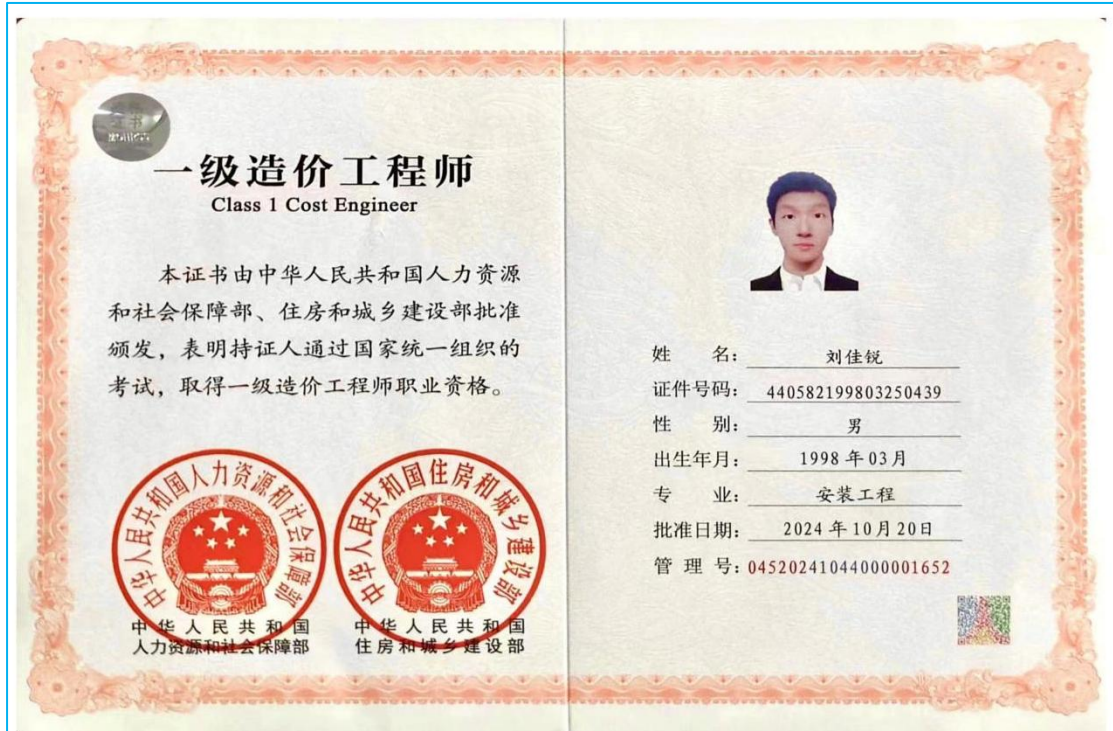 一级造价工程师
Class 1 Cost Engineer
本证书由中华人民共和国人力资源
和社会保障部、住房和城乡建设部批准
颁发，表明持证人通过国家统一组织的
考试，取得一级造价工程师职业资格。
中华人民共和国人力资源和社会保障部
中华人民共和国
人力资源和社会保障部
中华人民共和国住房和城乡建设部
中华人民共和国
住房和城乡建设部
姓 名：刘佳锐
证件号码：440582199803250439
性 别：男
出生年月：1998年03月
专 业：安装工程
批准日期：2024年10月20日
管 理 号：04520241044000001652